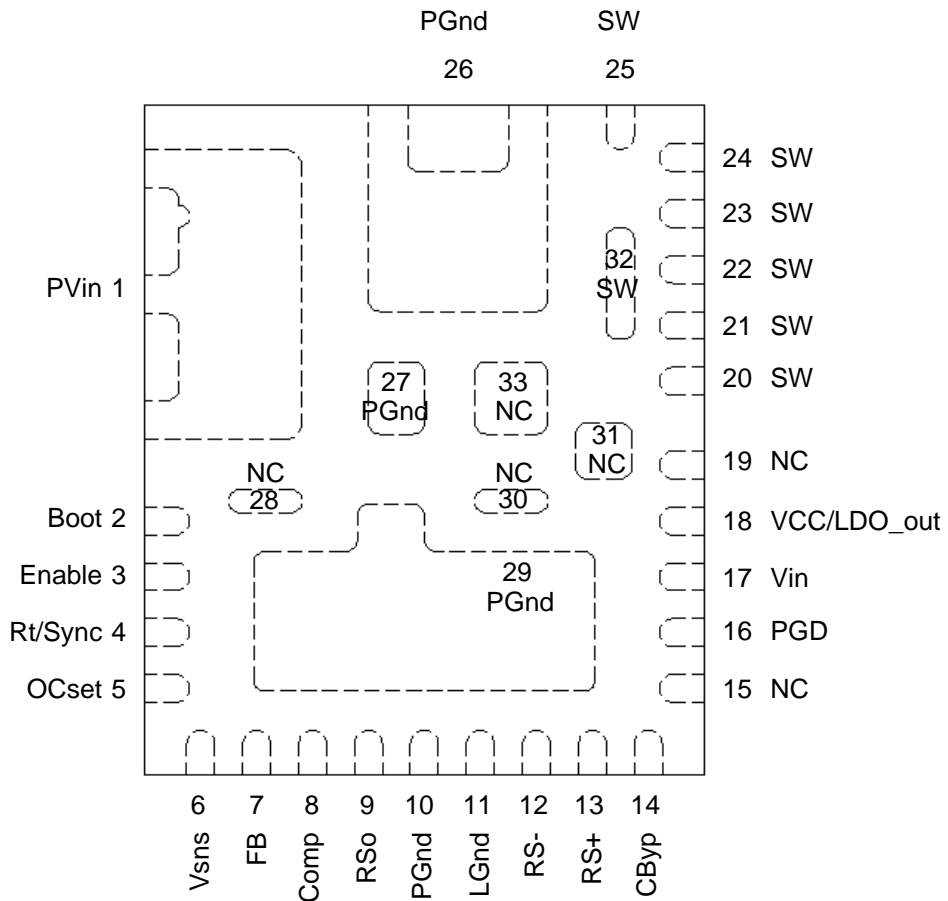 PGnd SW
26 25
24 SW
23 SW
22 SW
32
SW
PVin 1
21 SW
20 SW
27
PGnd
33
NC
31
NC
19 NC
NC
28
NC
30
Boot 2
18 VCC/LDO_out
Enable 3
29
PGnd
17 Vin
Rt/Sync 4
16 PGD
OCset 5
15 NC
6 7 8 9 10 11 12 13 14
Vsns FB Comp RSo PGnd LGnd RS- RS+ CByp